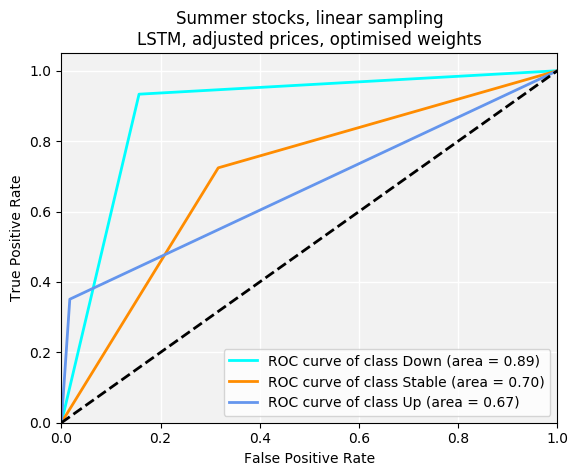 Summer stocks, linear sampling
LSTM, adjusted prices, optimised weights
True Positive Rate
1.0
0.8
0.6
0.4
0.2
0.0
ROC curve of class Down (area = 0.89)
ROC curve of class Stable (area = 0.70)
ROC curve of class Up (area = 0.67)
0.0 0.2 0.4 0.6 0.8 1.0
False Positive Rate